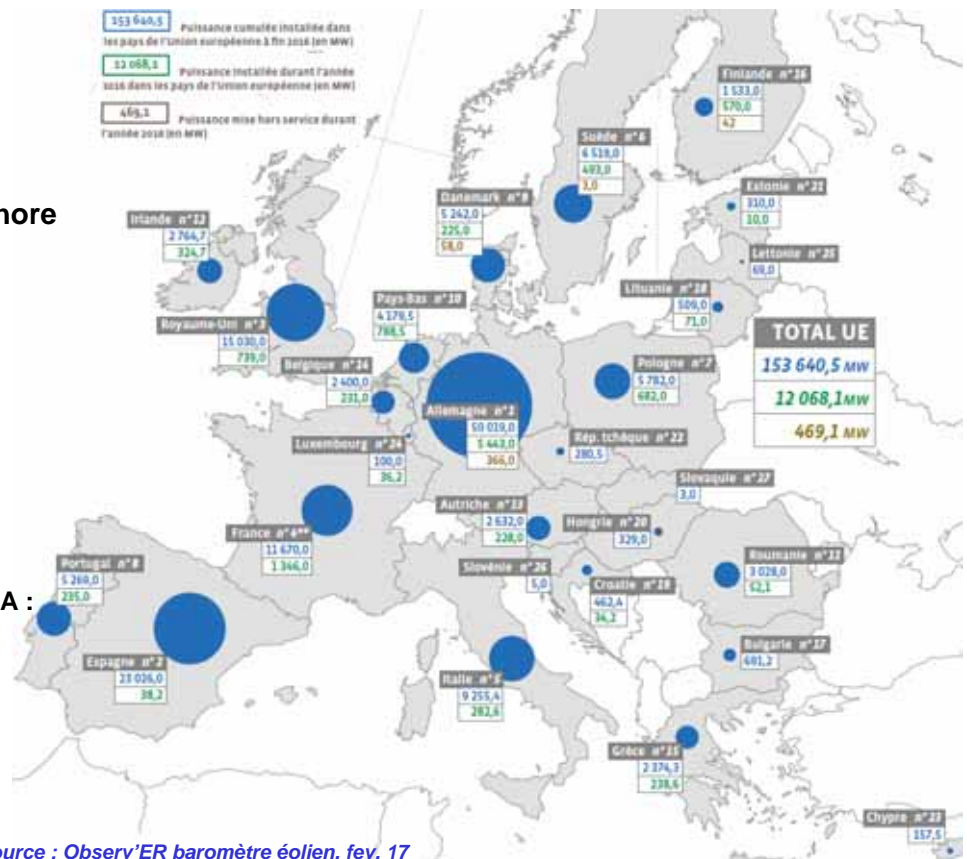 153 640,5 Puissance cumulée installée dans
les pays de l'Union européenne à fin 2016 (en MW)
12 068,1 Puissance installée durant l'année
2016 dans les pays de l'Union européenne (en MW)
469,1 Puissance mise hors service durant
l'année 2016 (en MW)
nore
A :
Finlande n°16
1 533,0
570,0
42
Suède n°6
6 519,0
493,0
3,0
Estonie n°21
310,0
10,0
Danemark n°9
5 242,0
225,0
58,0
Irlande n°12
2 764,7
324,7
Lettonie n°25
69,0
Lituanie n°18
509,0
71,0
Pays-Bas n°10
4 179,5
788,5
Royaume-Uni n°3
15 030,0
739,0
TOTAL UE
153 640,5 MW
12 068,1MW
469,1 MW
Belgique n°14
2 400,0
231,0
Pologne n°7
5 782,0
682,0
Allemagne n°1
50 019,0
5 443,0
366,0
Luxembourg n°24
100,0
36,2
Rép. tchèque n°22
280,5
Slovaquie n°27
3,0
Autriche n°13
2 632,0
228,0
Hongrie n°20
329,0
France n°4**
11 670,0
1 346,0
Roumanie n°11
3 028,0
52,1
Portugal n°8
5 269,0
235,0
Slovénie n°26
5,0
Croatie n°19
462,4
34,2
Bulgarie n°17
691,2
Espagne n°2
23 026,0
38,2
Italie n°5
9 255,4
282,6
Grèce n°15
2 374,3
238,6
Chypre n°23
157,5
ource : Observ'ER baromètre éolien, fev. 17